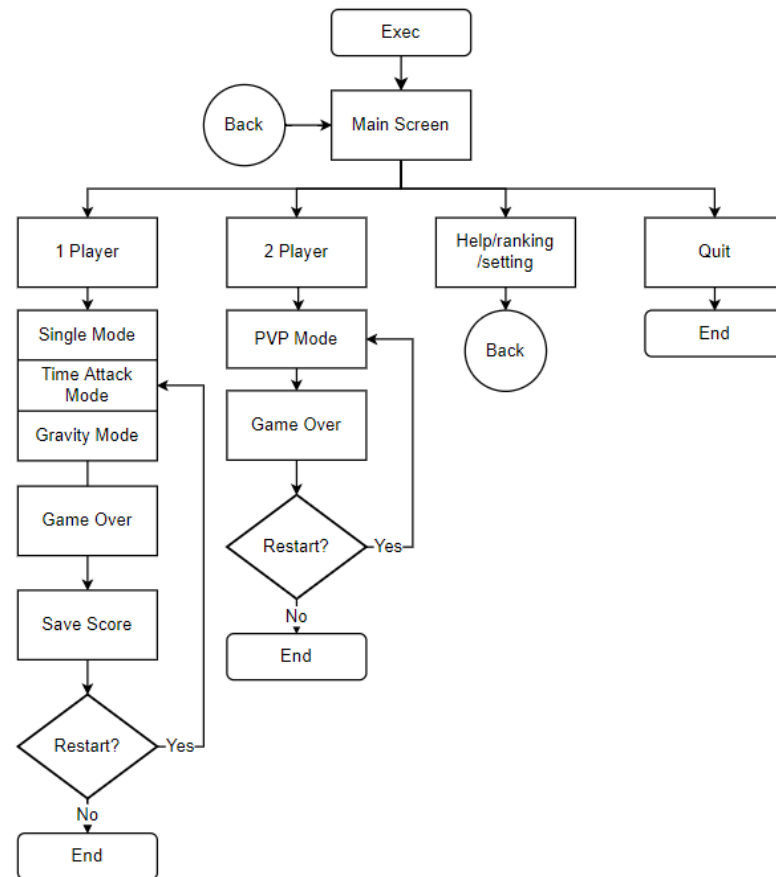 Exec
Back
Main Screen
1 Player
2 Player
Help/ranking
/setting
Quit
Single Mode
Time Attack
Mode
Gravity Mode
Game Over
Save Score
Restart?
Yes
No
End
PVP Mode
Game Over
Restart?
Yes
No
End
Back
End